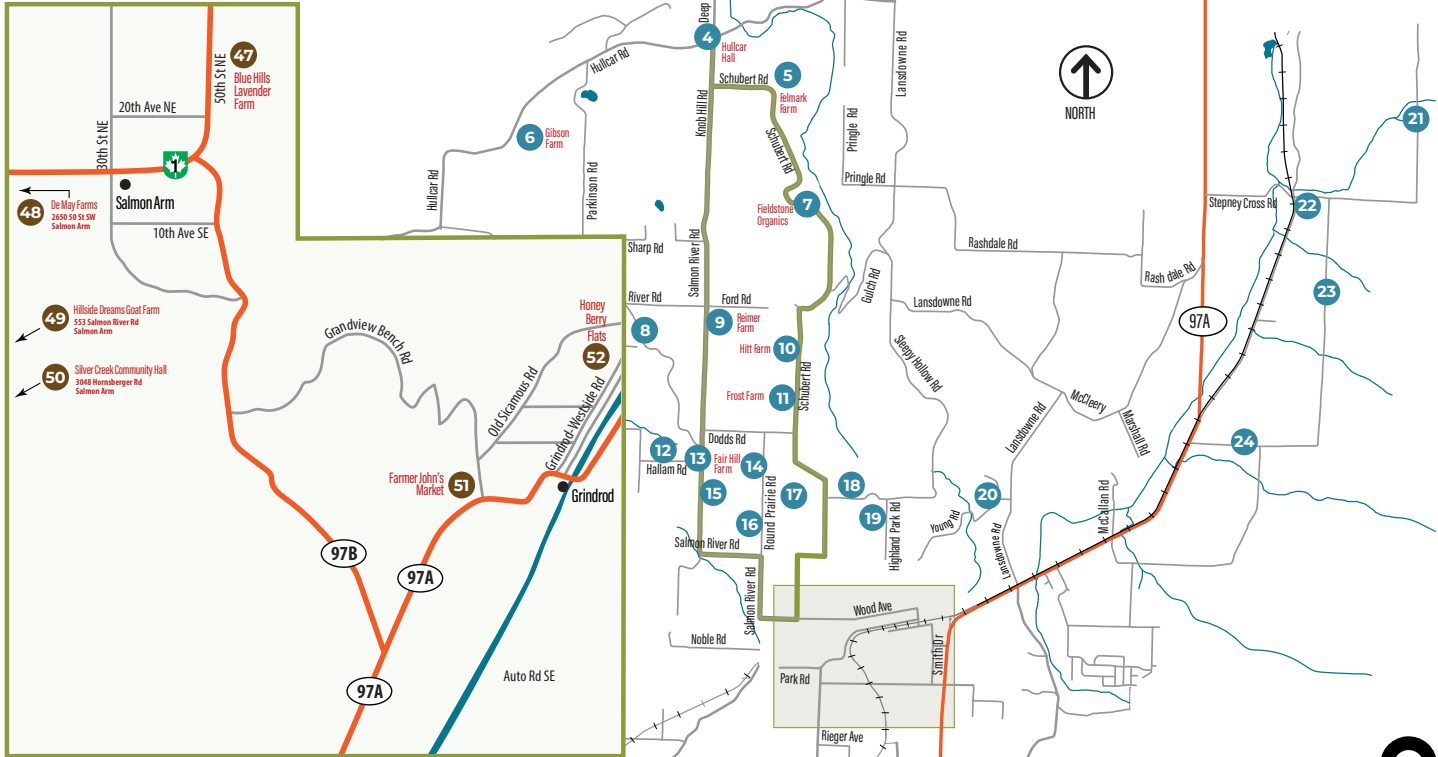 47
Blue Hills
Lavender
Farm
50th St NE
20th Ave NE
30th St NE
1
Salmon Arm
48
De May Farms
2650 50 St SW
Salmon Arm
10th Ave SE
49
Hillside Dreams Goat Farm
553 Salmon River Rd
Salmon Arm
50
Silver Creek Community Hall
3048 Hornsberger Rd
Salmon Arm
Grandview Bench Rd
Honey
Berry
Flats
52
Old Sicamous Rd
Grindrod-Westside Rd
Farmer John's
Market
51
Grindrod
97B
97A
97A
Auto Rd SE
Deep
4
Hullcar
Hall
Hullcar Rd
Schubert Rd
5
Felmark
Farm
Knob Hill Rd
6
Gibson
Farm
Schubert Rd
Hullcar Rd
Parkinson Rd
Fieldstone
Organics
7
Lansdowne Rd
Pringle Rd
Pringle Rd
NORTH
21
Stepney Cross Rd
22
Sharp Rd
Salmon River Rd
Rashdale Rd
Rash dale Rd
Gulch Rd
River Rd
Ford Rd
Lansdowne Rd
23
97A
8
9
Reimer
Farm
Hitt Farm
10
Sleepy Hollow Rd
Frost Farm
11
Schubert Rd
McCleery
Lansdowne Rd
Marshall Rd
24
Dodds Rd
12
13
Fair Hill
Farm
14
Hallam Rd
15
Round Prairie Rd
17
18
20
16
19
Highland Park Rd
Young Rd
Lansdowne Rd
McCallan Rd
Salmon River Rd
Salmon River Rd
Wood Ave
Noble Rd
Smith Dr
Park Rd
Rieger Ave